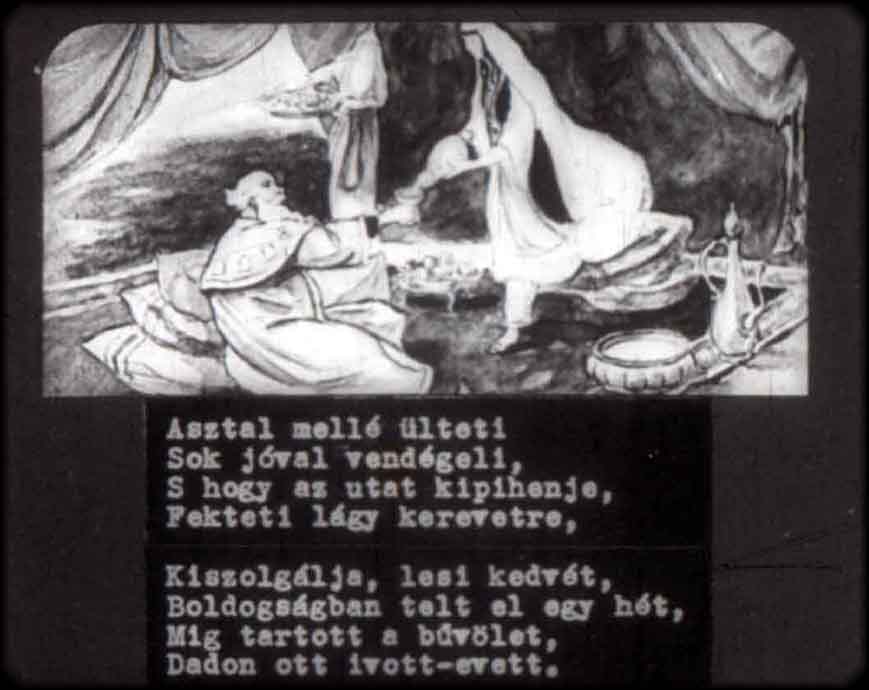 Asztal mellé ülteti
Sok jóval vendégeli,
S hogy az utat kipihenje,
Fekteti lágy kerevetre,
Kiszolgálja, lesi kedvét,
Boldogságban telt el egy hét,
Mig tartott a bűvölet,
Dadon ott ivott-evett.